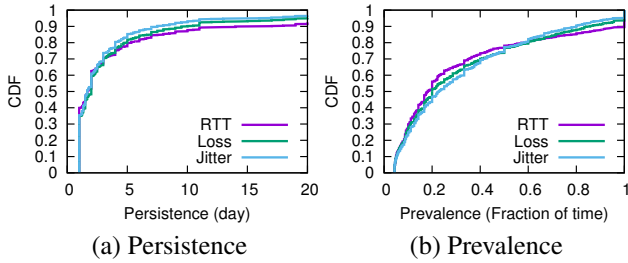 1
0.9
0.8
0.7
0.6
0.5
0.4
0.3
0.2
0.1
0
CDF
RTT
Loss
Jitter
0 5 10 15 20
Persistence (day)
(a) Persistence
1
0.9
0.8
0.7
0.6
0.5
0.4
0.3
0.2
0.1
0
CDF
RTT
Loss
Jitter
0 0.2 0.4 0.6 0.8 1
Prevalence (Fraction of time)
(b) Prevalence